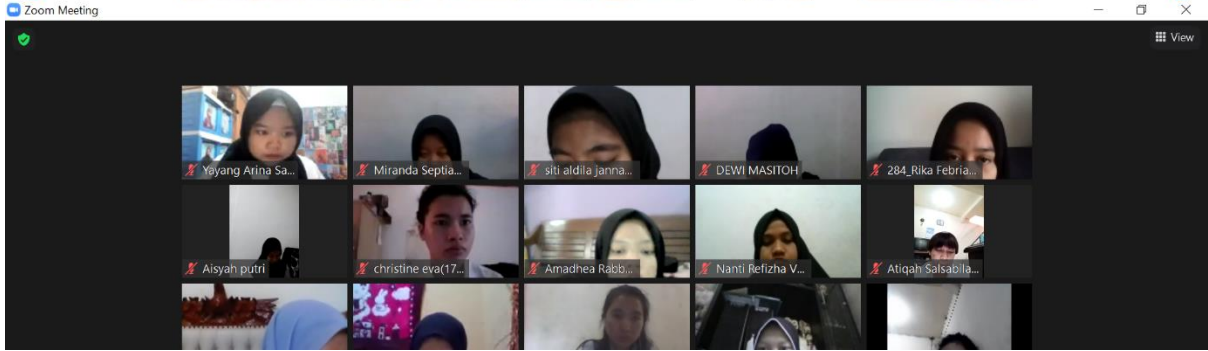 Zoom Meeting
View
Yayang Arina Sa...
Miranda Septia...
siti aldila janna...
DEWI MASITOH
284_Rika Febria...
Aisyah putri
christine eva(17...
Amadhea Rabb...
Nanti Refizha V...
Atiqah Salsabila...